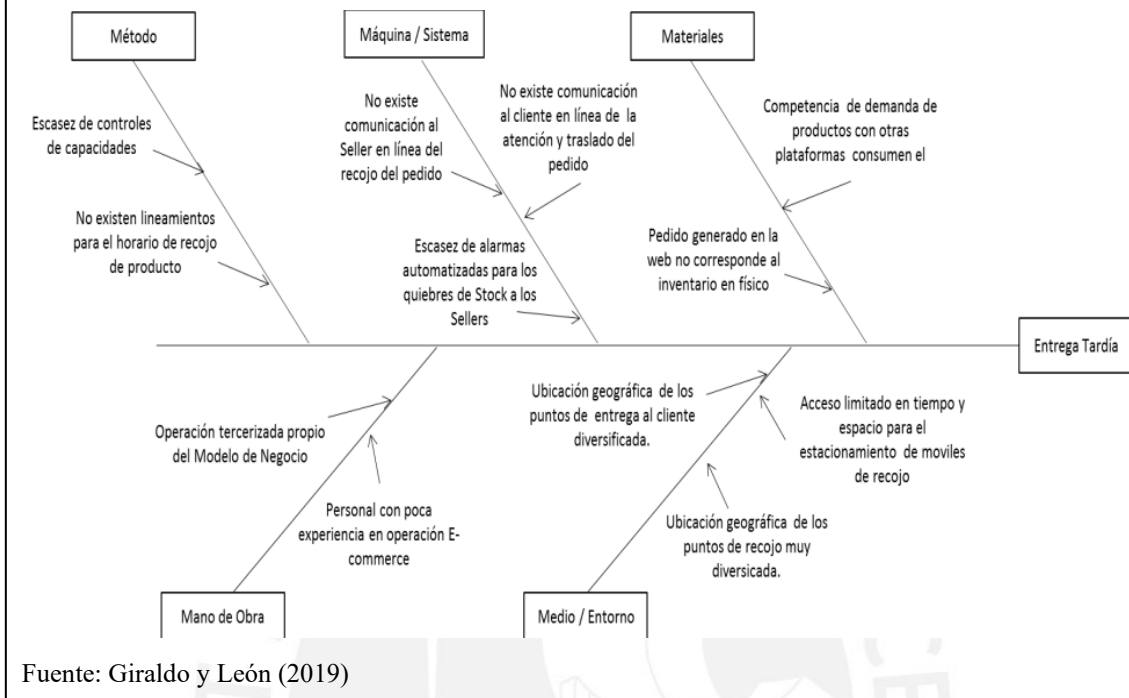 Método
Máquina / Sistema
Materiales
Escasez de controles
de capacidades
No existen lineamientos
para el horario de recojo
de producto
No existe
comunicación al
Seller en línea del
recojo del pedido
No existe comunicación
al cliente en línea de la
atención y traslado del
pedido
Escasez de alarmas
automatizadas para los
quiebres de Stock a los
Sellers
Competencia de demanda de
productos con otras
plataformas consumen el
Pedido generado en la
web no corresponde al
inventario en físico
Entrega Tardía
Operación tercerizada propio
del Modelo de Negocio
Personal con poca
experiencia en operación E-
commerce
Ubicación geográfica de los
puntos de entrega al cliente
diversificada.
Acceso limitado en tiempo y
espacio para el
estacionamiento de moviles
de recojo
Ubicación geográfica de los
puntos de recojo muy
diversicada.
Mano de Obra
Medio / Entorno
Fuente: Giraldo y León (2019)